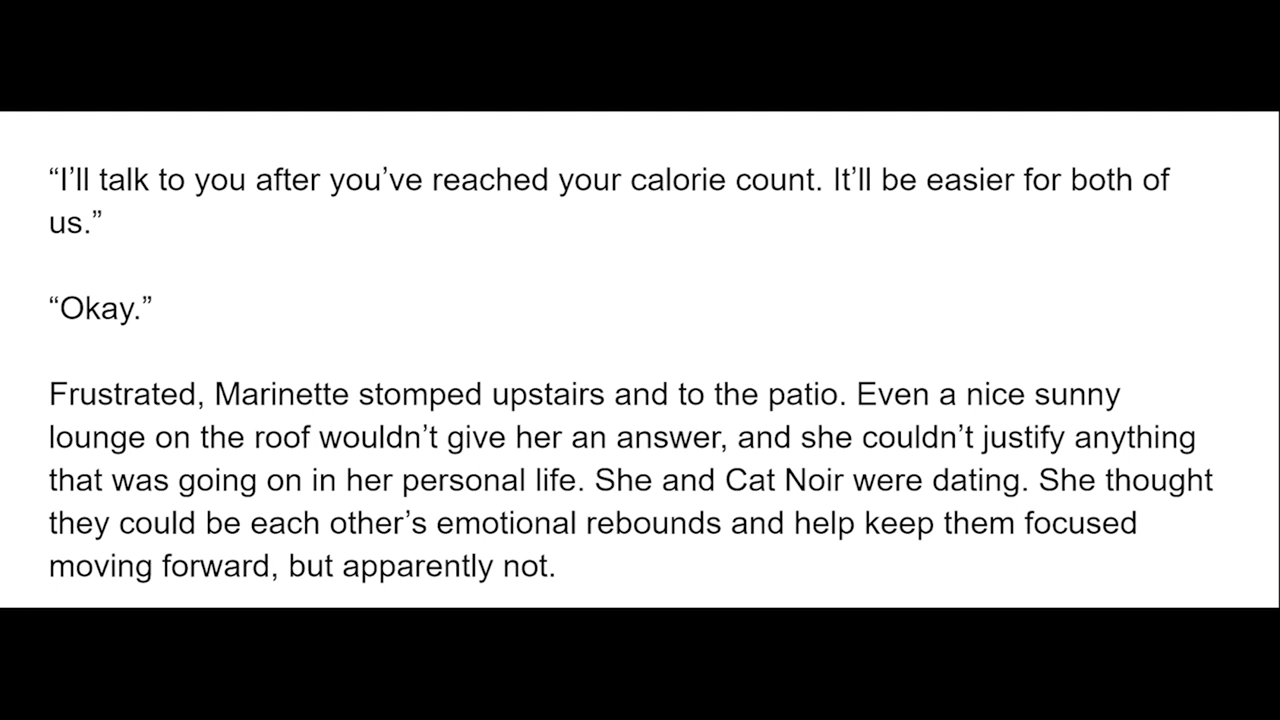 “I’ll talk to you after you’ve reached your calorie count. It’ll be easier for both of
us.”
“Okay.”
Frustrated, Marinette stomped upstairs and to the patio. Even a nice sunny
lounge on the roof wouldn’t give her an answer, and she couldn’t justify anything
that was going on in her personal life. She and Cat Noir were dating. She thought
they could be each other’s emotional rebounds and help keep them focused
moving forward, but apparently not.